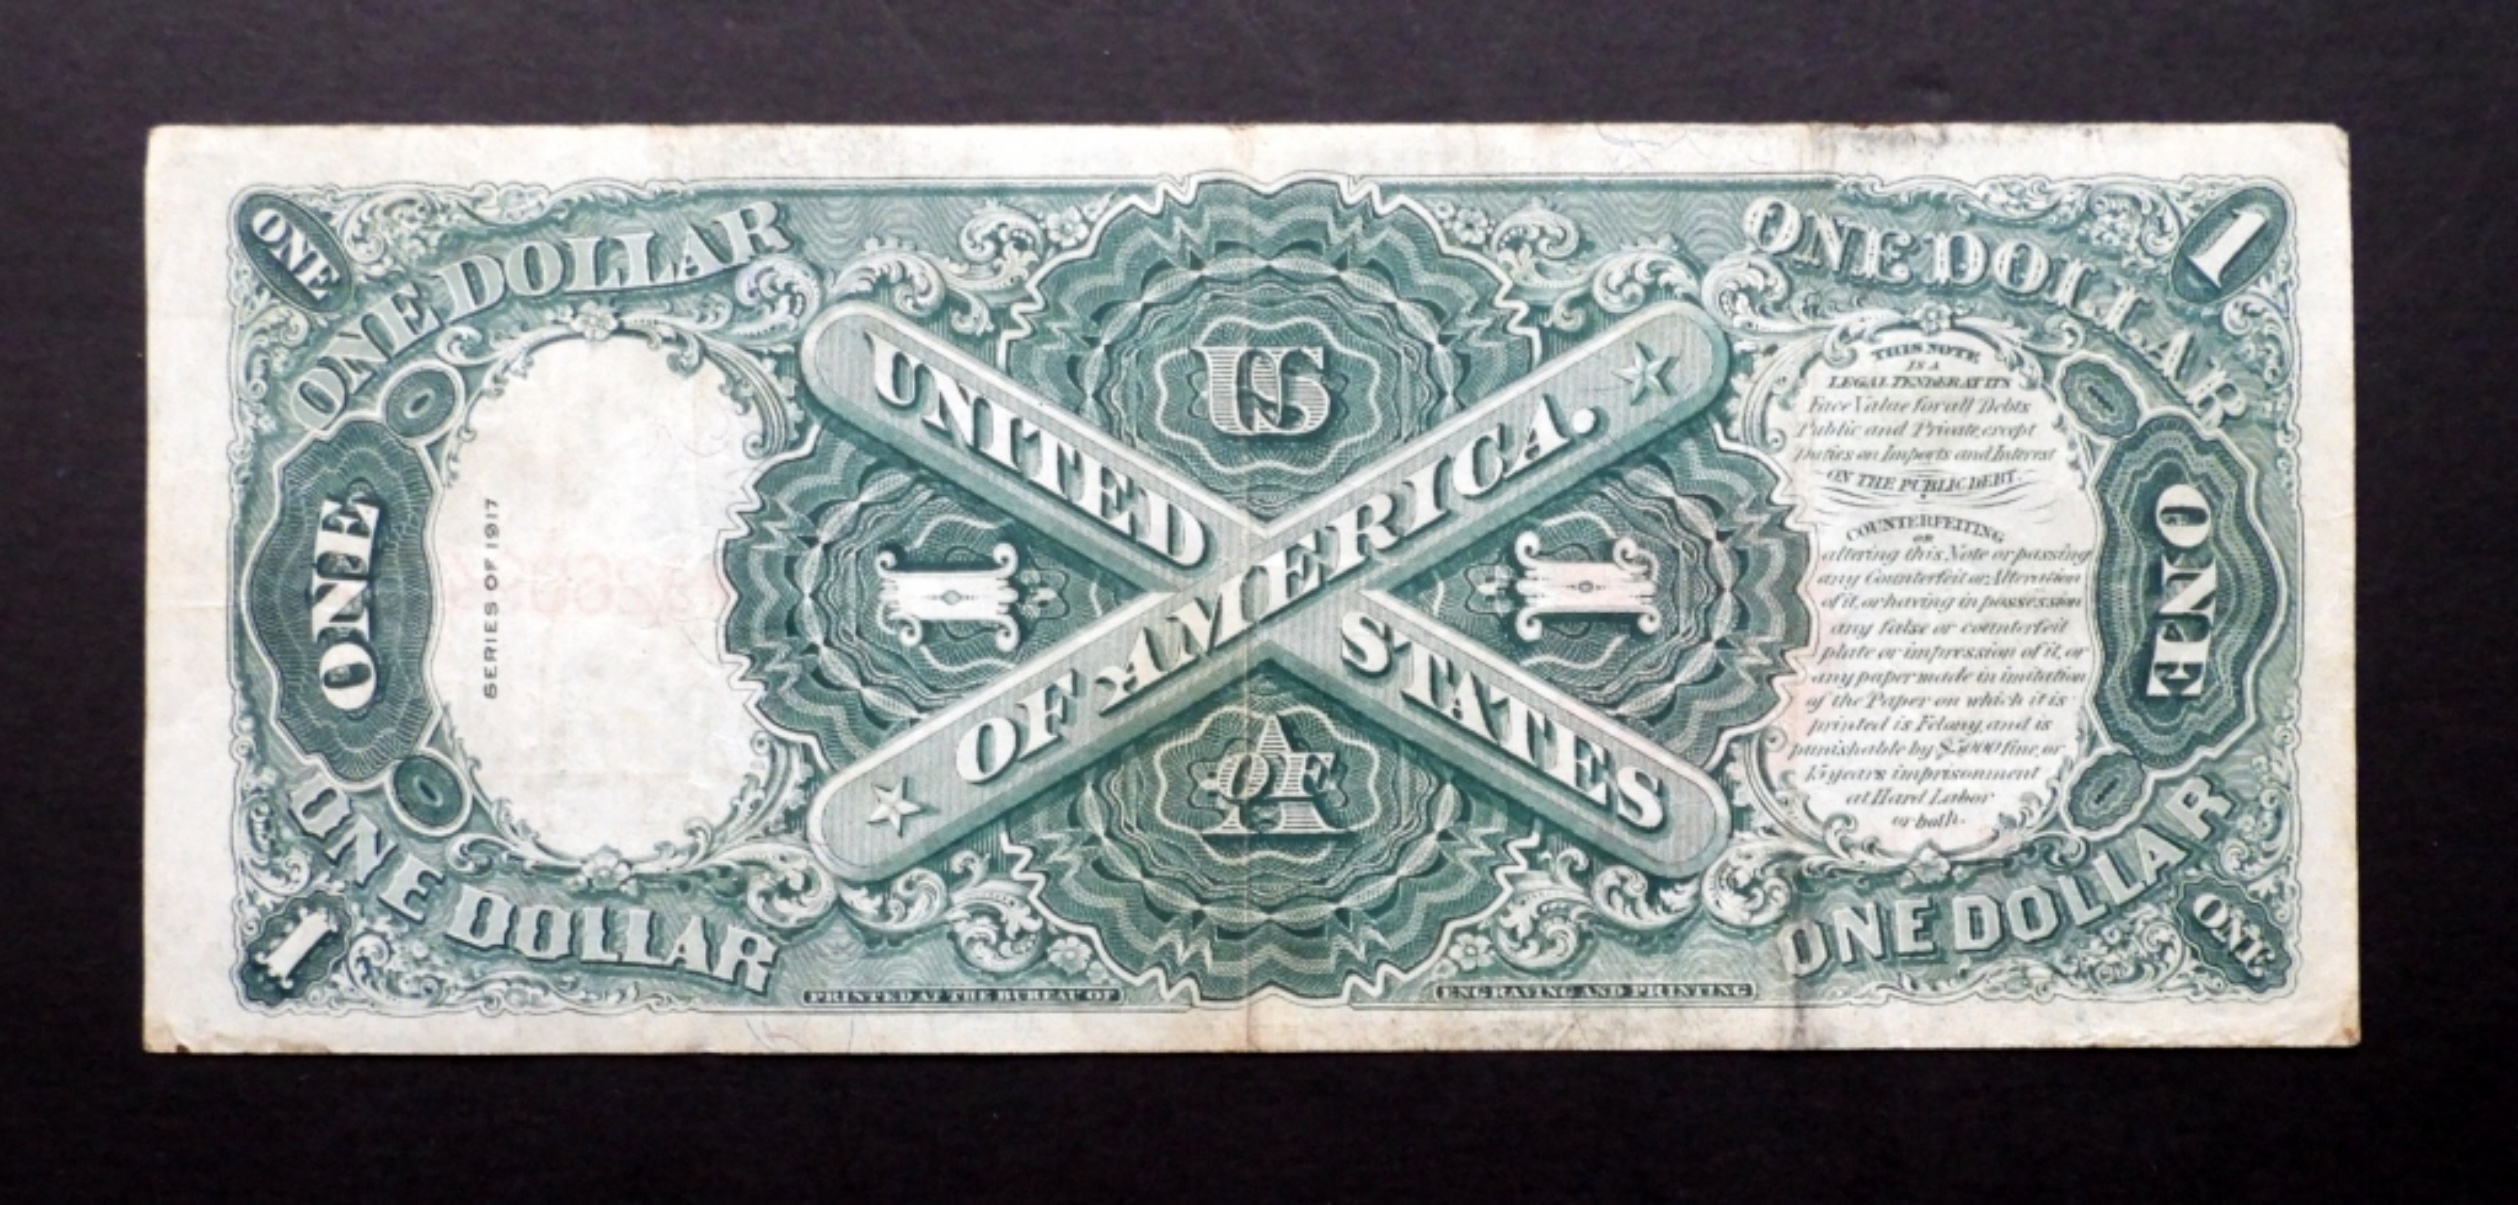 ONE
ONE DOLLAR
ONE DOLLAR
1
US
UNITED
STATES
OF AMERICA.
ONE
SERIES OF 1917
1
1
ONE
THIS NOTE
IS A
LEGAL TENDER AT ITS
Face Value for all Debts
Public and Private, except
Duties on Imports and Interest
ON THE PUBLIC DEBT.
COUNTERFEITING
or
altering this Note or passing
any Counterfeit or Alteration
of it, or having in possession
any false or counterfeit
plate or impression of it, or
any paper made in imitation
of the Paper on which it is
printed is Felony, and is
punishable by $5000 fine, or
15 years imprisonment
at Hard Labor
or both.
OF
A
ONE DOLLAR
ONE DOLLAR
1
PRINTED AT THE BUREAU OF
ENGRAVING AND PRINTING
ONE